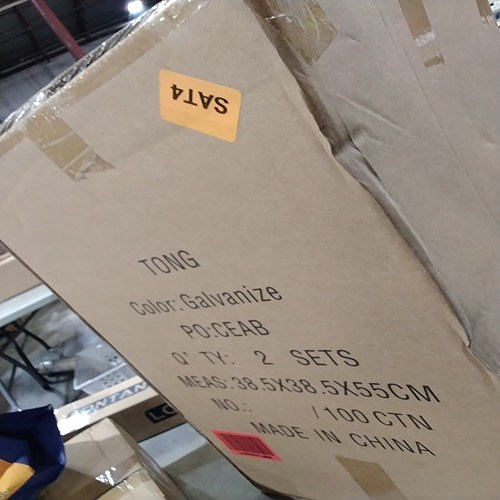 SAT4
TONG
Color: Galvanize
PO:CEAB
Q' TY: 2 SETS
MEAS:38.5X38.5X55CM
NO.: /100 CTN
MADE IN CHINA